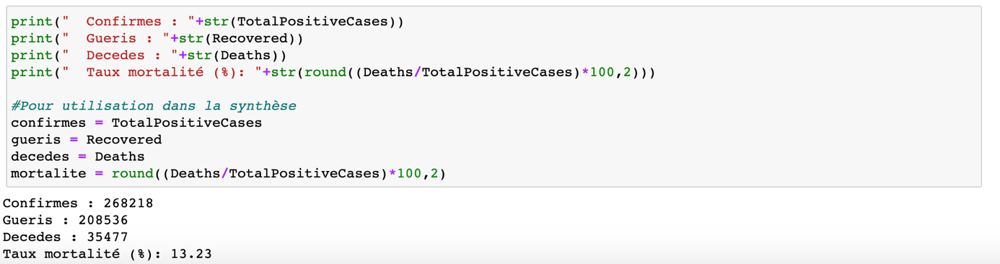 print("  Confirmes : "+str(TotalPositiveCases))
print("  Gueris : "+str(Recovered))
print("  Decedes : "+str(Deaths))
print("  Taux mortalité (%): "+str(round((Deaths/TotalPositiveCases)*100,2)))
#Pour utilisation dans la synthèse
confirmes = TotalPositiveCases
gueris = Recovered
decedes = Deaths
mortalite = round((Deaths/TotalPositiveCases)*100,2)
Confirmes : 268218
Gueris : 208536
Decedes : 35477
Taux mortalité (%): 13.23